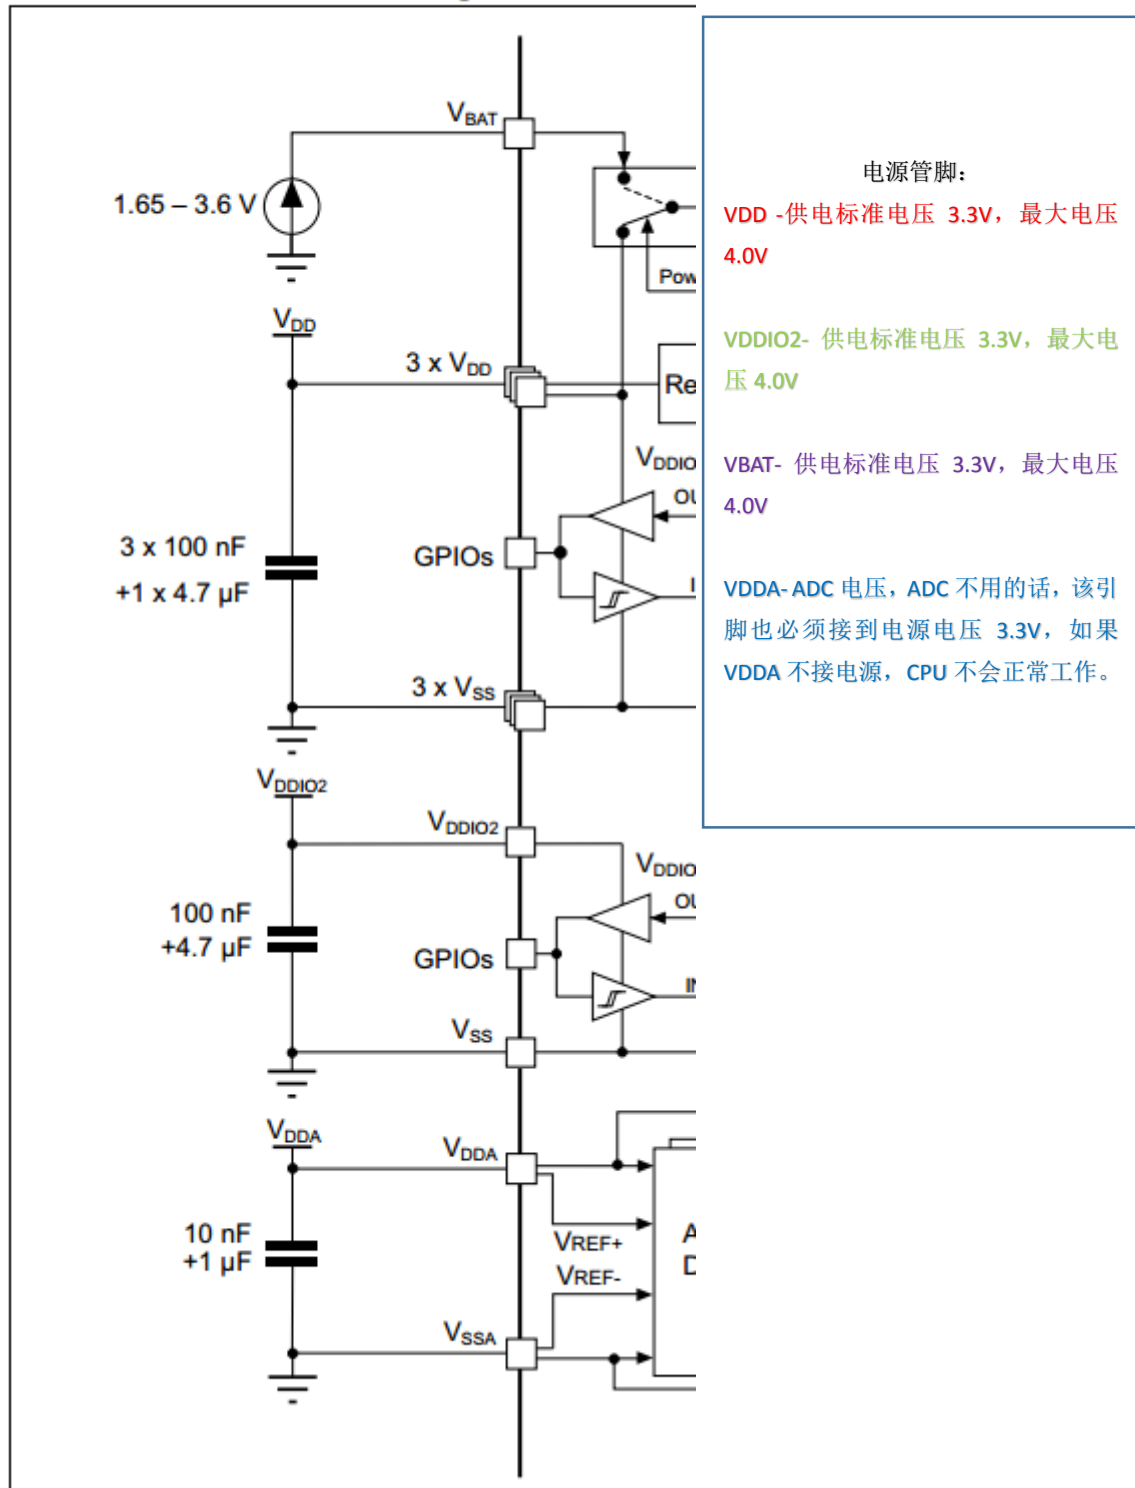 VBAT
1.65 – 3.6 V
Pow
VDD
3 x VDD
Re
VDDIO
OU
3 x 100 nF
+1 x 4.7 µF
GPIOs
I
3 x VSS
VDDIO2
VDDIO2
VDDIO
OU
100 nF
+4.7 µF
GPIOs
IN
VSS
VDDA
VDDA
10 nF
+1 µF
VREF+
VREF-
A
D
VSSA
电源管脚：
VDD -供电标准电压 3.3V，最大电压
4.0V
VDDIO2- 供电标准电压 3.3V，最大电
压 4.0V
VBAT- 供电标准电压 3.3V，最大电压
4.0V
VDDA- ADC 电压，ADC 不用的话，该引
脚也必须接到电源电压 3.3V，如果
VDDA 不接电源，CPU 不会正常工作。